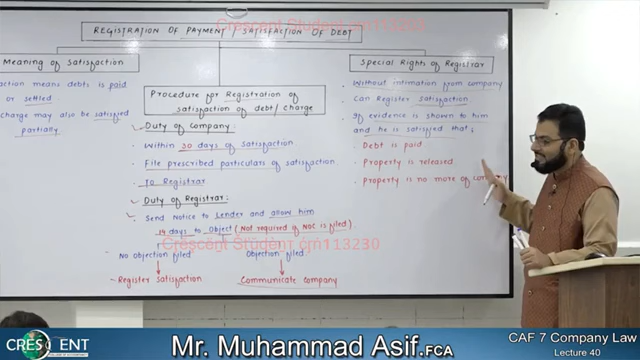 Crescent Student cri113230
REGISTRATION OF PAYMENT / SATISFACTION OF DEBT
Meaning of Satisfaction
action means debts is paid
or settled.
charge may also be satisfied
partially.
Procedure for Registration of
satisfaction of debt/charge
✓ Duty of Company:
✓ Within 30 days of satisfaction.
- File prescribed particulars of satisfaction.
- To Registrar
✓ Duty of Registrar:
✓ Send Notice to Lender and allow him
14 days to Object (Not required if NOC is filed)
Crescent Student cri113230
No objection filed
Objection filed.
- Register Satisfaction
Communicate company
Special Rights of Registrar
- Without intimation from company
- Can Register satisfaction
- If evidence is shown to him
and he is satisfied that;
- Debt is paid
- Property is released
- Property is no more of company
CRESCENT
Mr. Muhammad Asif.FCA
CAF 7 Company Law
Lecture 40